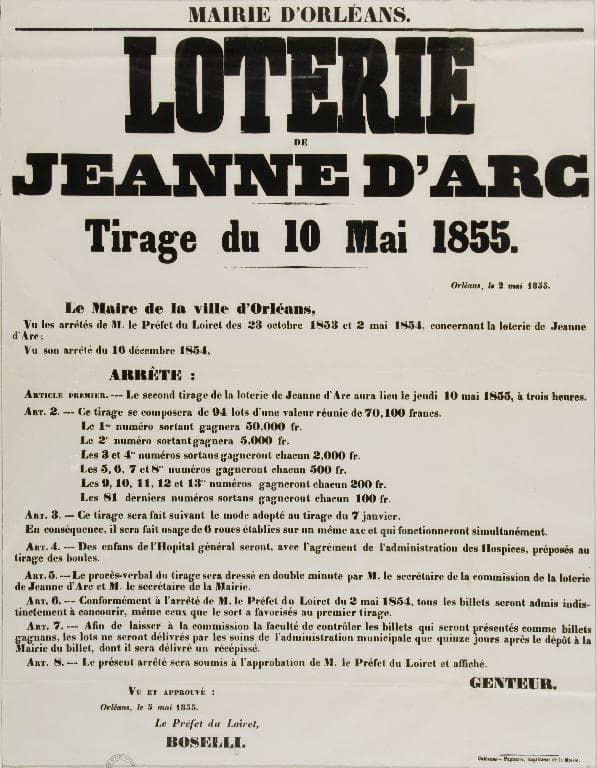 MAIRIE D'ORLÉANS.
LOTERIE
DE
JEANNE D'ARC
Tirage du 10 Mai 1855.
Orléans, le 2 mai 1855.
Le Maire de la ville d'Orléans,
Vu les arrêtés de M. le Préfet du Loiret des 23 octobre 1853 et 2 mai 1854, concernant la loterie de Jeanne
d'Arc;
Vu son arrêté du 16 décembre 1854,
ARRÊTE :
ARTICLE PREMIER. — Le second tirage de la loterie de Jeanne d'Arc aura lieu le jeudi 10 mai 1855, à trois heures.
ART. 2. — Ce tirage se composera de 94 lots d'une valeur réunie de 70,100 francs.
Le 1er numéro sortant gagnera 50,000 fr.
Le 2e numéro sortant gagnera 5,000 fr.
Les 3 et 4es numéros sortans gagneront chacun 2,000 fr.
Les 5, 6, 7 et 8es numéros gagneront chacun 500 fr.
Les 9, 10, 11, 12 et 13es numéros gagneront chacun 200 fr.
Les 81 derniers numéros sortans gagneront chacun 100 fr.
ART. 3. — Ce tirage sera fait suivant le mode adopté au tirage du 7 janvier.
En conséquence, il sera fait usage de 6 roues établies sur un même axe et qui fonctionneront simultanément.
ART. 4. — Des enfans de l'Hopital général seront, avec l'agrément de l'administration des Hospices, préposés au
tirage des boules.
ART. 5. — Le procès-verbal du tirage sera dressé en double minute par M. le secrétaire de la commission de la loterie
de Jeanne d'Arc et M. le secrétaire de la Mairie.
ART. 6. — Conformément à l'arrêté de M. le Préfet du Loiret du 2 mai 1854, tous les billets seront admis indis-
tinctement à concourir, même ceux que le sort a favorisés au premier tirage.
ART. 7. — Afin de laisser à la commission la faculté de contrôler les billets qui seront présentés comme billets
gagnans, les lots ne seront délivrés par les soins de l'administration municipale que quinze jours après le dépôt à la
Mairie du billet, dont il sera délivré un récépissé.
ART. 8. — Le présent arrêté sera soumis à l'approbation de M. le Préfet du Loiret et affiché.
GENTEUR.
VU ET APPROUVÉ :
Orléans, le 5 mai 1855.
Le Préfet du Loiret,
BOSELLI.
Orléans — Pagnerre, imprimeur de la Mairie.